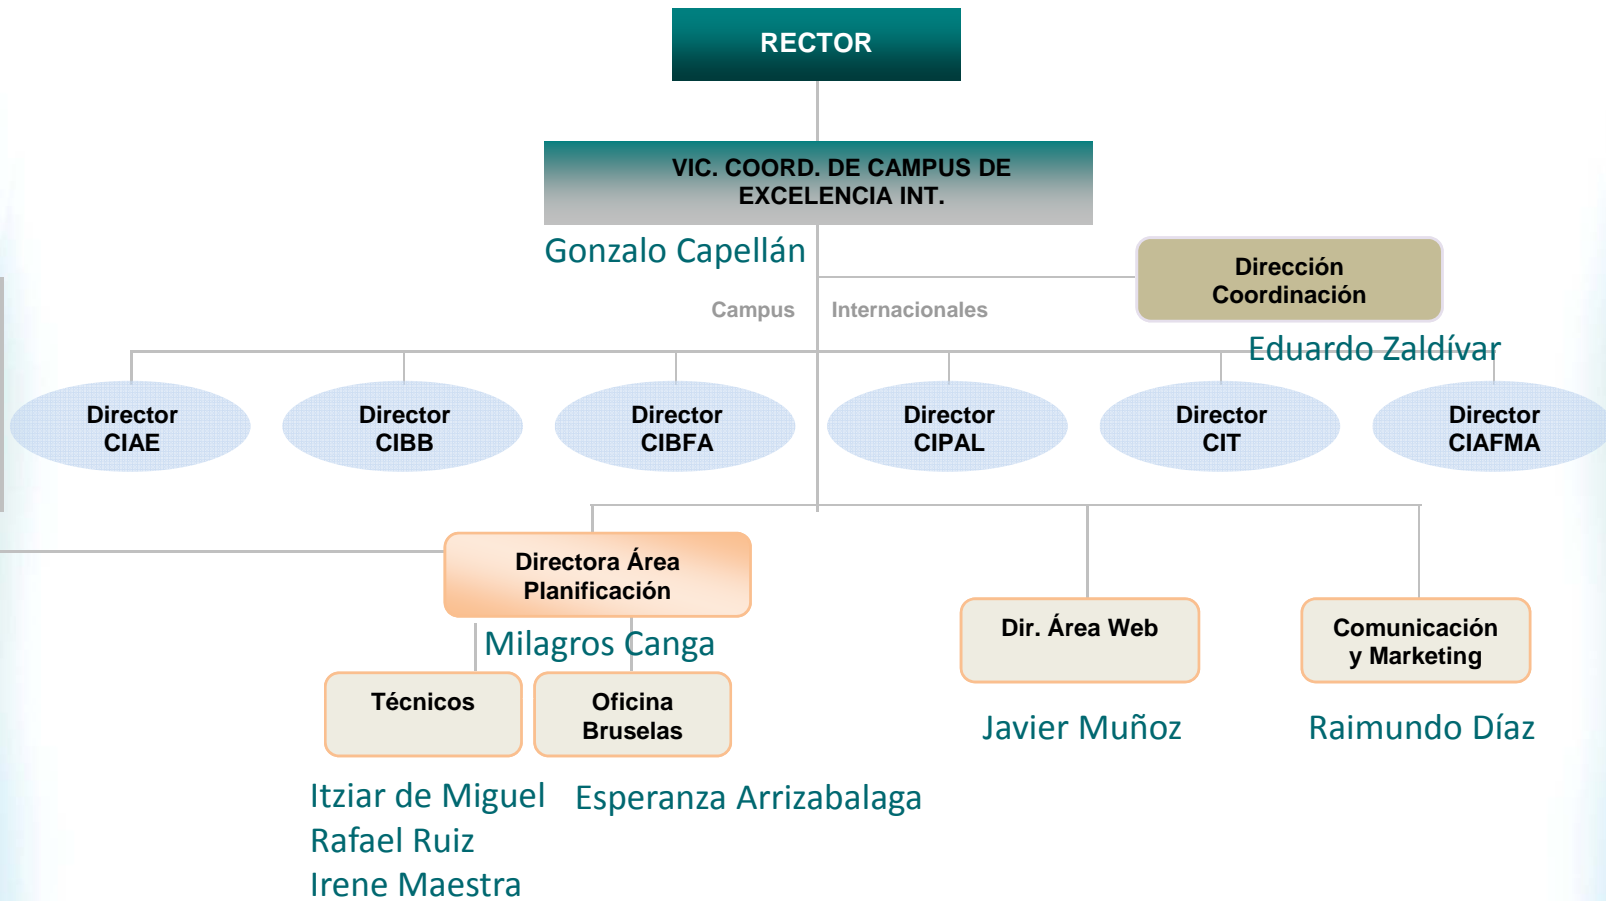 RECTOR
VIC. COORD. DE CAMPUS DE
EXCELENCIA INT.
Gonzalo Capellán
Dirección
Coordinación
Campus Internacionales
Eduardo Zaldívar
Director
CIAE
Director
CIBB
Director
CIBFA
Director
CIPAL
Director
CIT
Director
CIAFMA
Directora Área
Planificación
Milagros Canga
Dir. Área Web
Comunicación
y Marketing
Técnicos
Oficina
Bruselas
Javier Muñoz
Raimundo Díaz
Itziar de Miguel
Rafael Ruiz
Irene Maestra
Esperanza Arrizabalaga